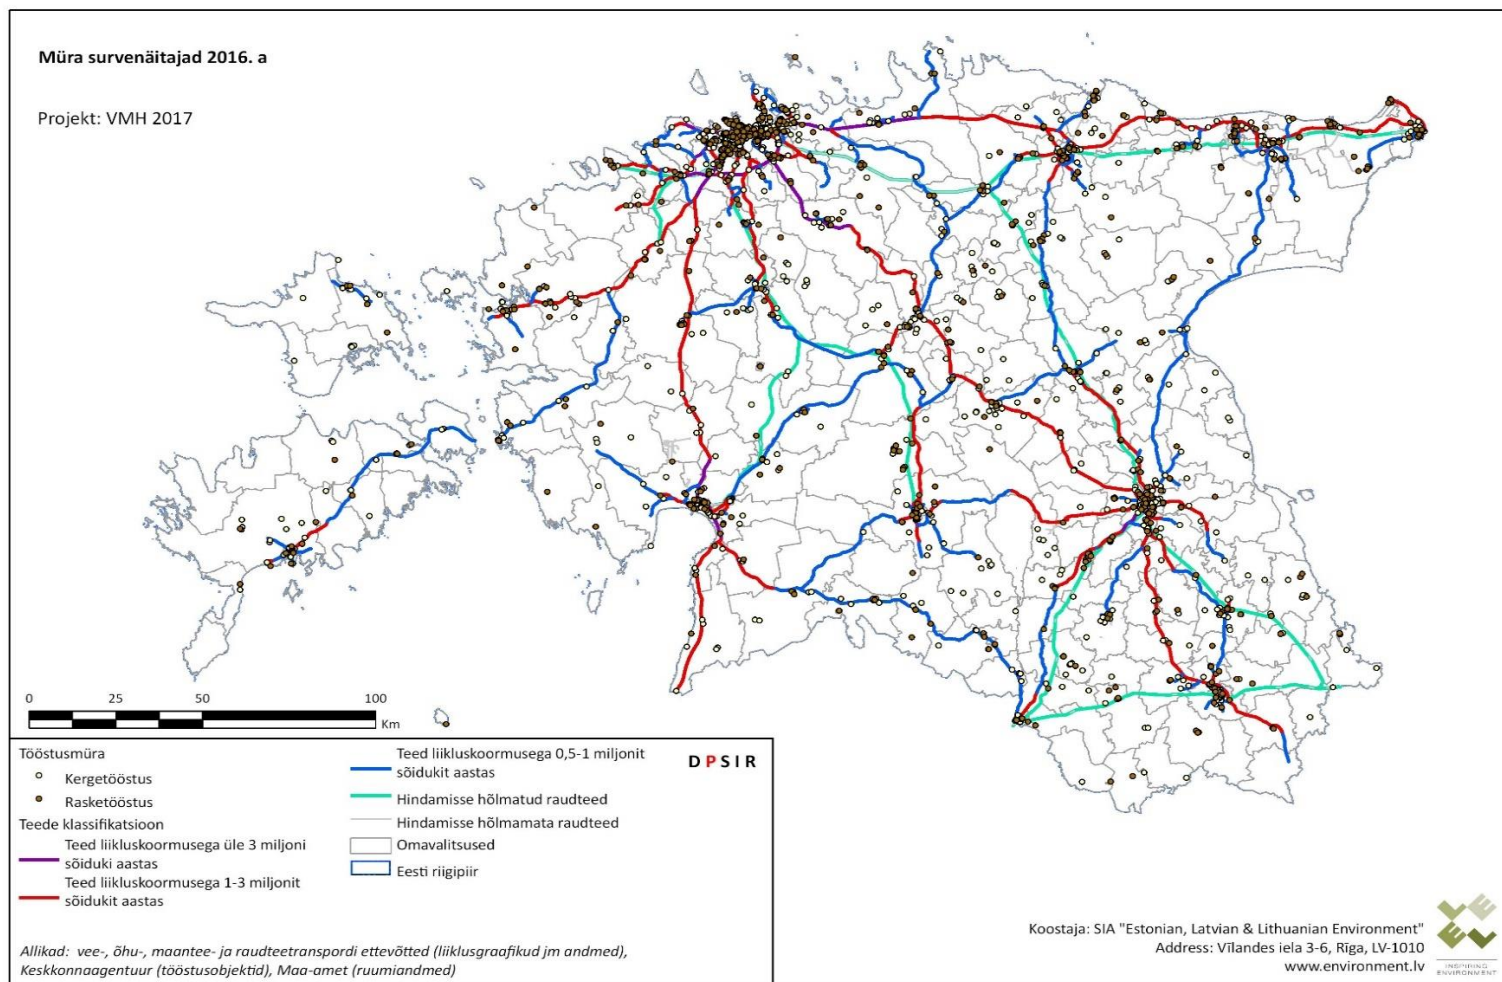 Müra survenäitajad 2016. a
Projekt: VMH 2017
0 25 50 100
Km
Tööstusmüra
Kergetööstus
Rasketööstus
Teede klassifikatsioon
Teed liikluskoormusega üle 3 miljoni
sõiduki aastas
Teed liikluskoormusega 1-3 miljonit
sõidukit aastas
Teed liikluskoormusega 0,5-1 miljonit
sõidukit aastas
Hindamisse hõlmatud raudteed
Hindamisse hõlmamata raudteed
Omavalitsused
Eesti riigipiir
D P S I R
Allikad: vee-, õhu-, maantee- ja raudteetranspordi ettevõtted (liiklusgraafikud jm andmed),
Keskkonnaagentuur (tööstusobjektid), Maa-amet (ruumiandmed)
Koostaja: SIA "Estonian, Latvian & Lithuanian Environment"
Address: Vīlandes iela 3-6, Rīga, LV-1010
www.environment.lv
INSPIRING
ENVIRONMENT